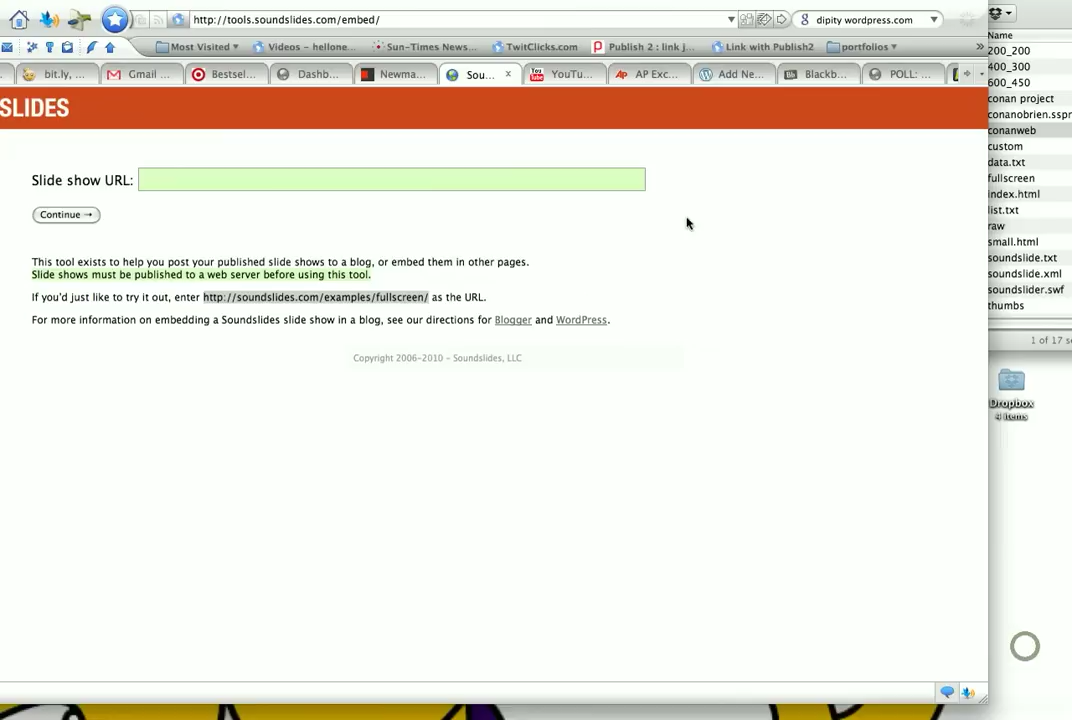 http://tools.soundslides.com/embed/
dipity wordpress.com
Most Visited
Videos – hellone...
Sun-Times News...
TwitClicks.com
Publish 2 : link j...
Link with Publish2
portfolios
»
bit.ly, ...
Gmail ...
Bestsel...
Dashb...
Newma...
Sou...
YouTu...
AP Exc...
Add Ne...
Blackb...
POLL: ...
SLIDES
Slide show URL:
Continue →
This tool exists to help you post your published slide shows to a blog, or embed them in other pages.
Slide shows must be published to a web server before using this tool.
If you'd just like to try it out, enter http://soundslides.com/examples/fullscreen/ as the URL.
For more information on embedding a Soundslides slide show in a blog, see our directions for Blogger and WordPress.
Copyright 2006–2010 – Soundslides, LLC
Name
200_200
400_300
600_450
conan project
conanobrien.sspr
conanweb
custom
data.txt
fullscreen
index.html
list.txt
raw
small.html
soundslide.txt
soundslide.xml
soundslider.swf
thumbs
1 of 17 se
Dropbox
4 items